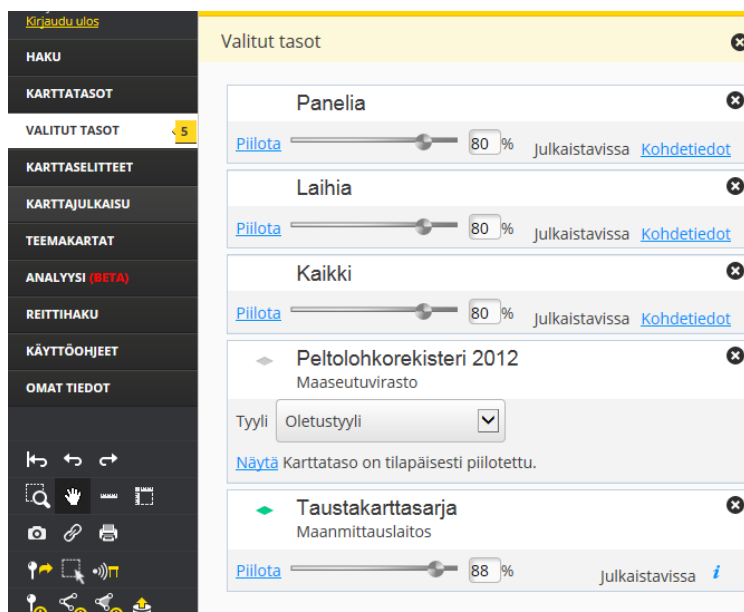 Kirjaudu ulos
HAKU
KARTTATASOT
VALITUT TASOT 5
KARTTASELITTEET
KARTTAJULKAISU
TEEMAKARTAT
ANALYYSI (BETA)
REITTIHAKU
KÄYTTÖOHJEET
OMAT TIEDOT
Valitut tasot
Panelia
Piilota 80 % Julkaistavissa Kohdetiedot
Laihia
Piilota 80 % Julkaistavissa Kohdetiedot
Kaikki
Piilota 80 % Julkaistavissa Kohdetiedot
Peltolohkorekisteri 2012
Maaseutuvirasto
Tyyli Oletustyyli
Näytä Karttataso on tilapäisesti piilotettu.
Taustakarttasarja
Maanmittauslaitos
Piilota 88 % Julkaistavissa i